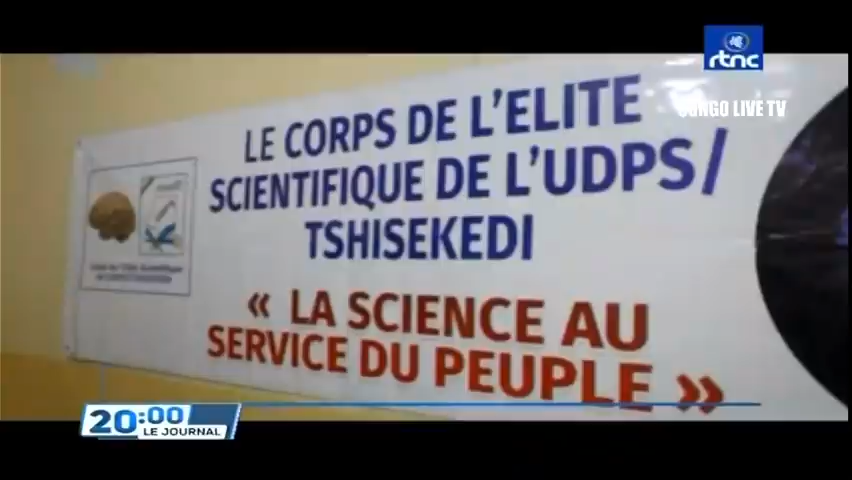 rtnc
CONGO LIVE TV
LE CORPS DE L'ELITE
SCIENTIFIQUE DE L'UDPS/
TSHISEKEDI
« LA SCIENCE AU
SERVICE DU PEUPLE »
20:00
LE JOURNAL